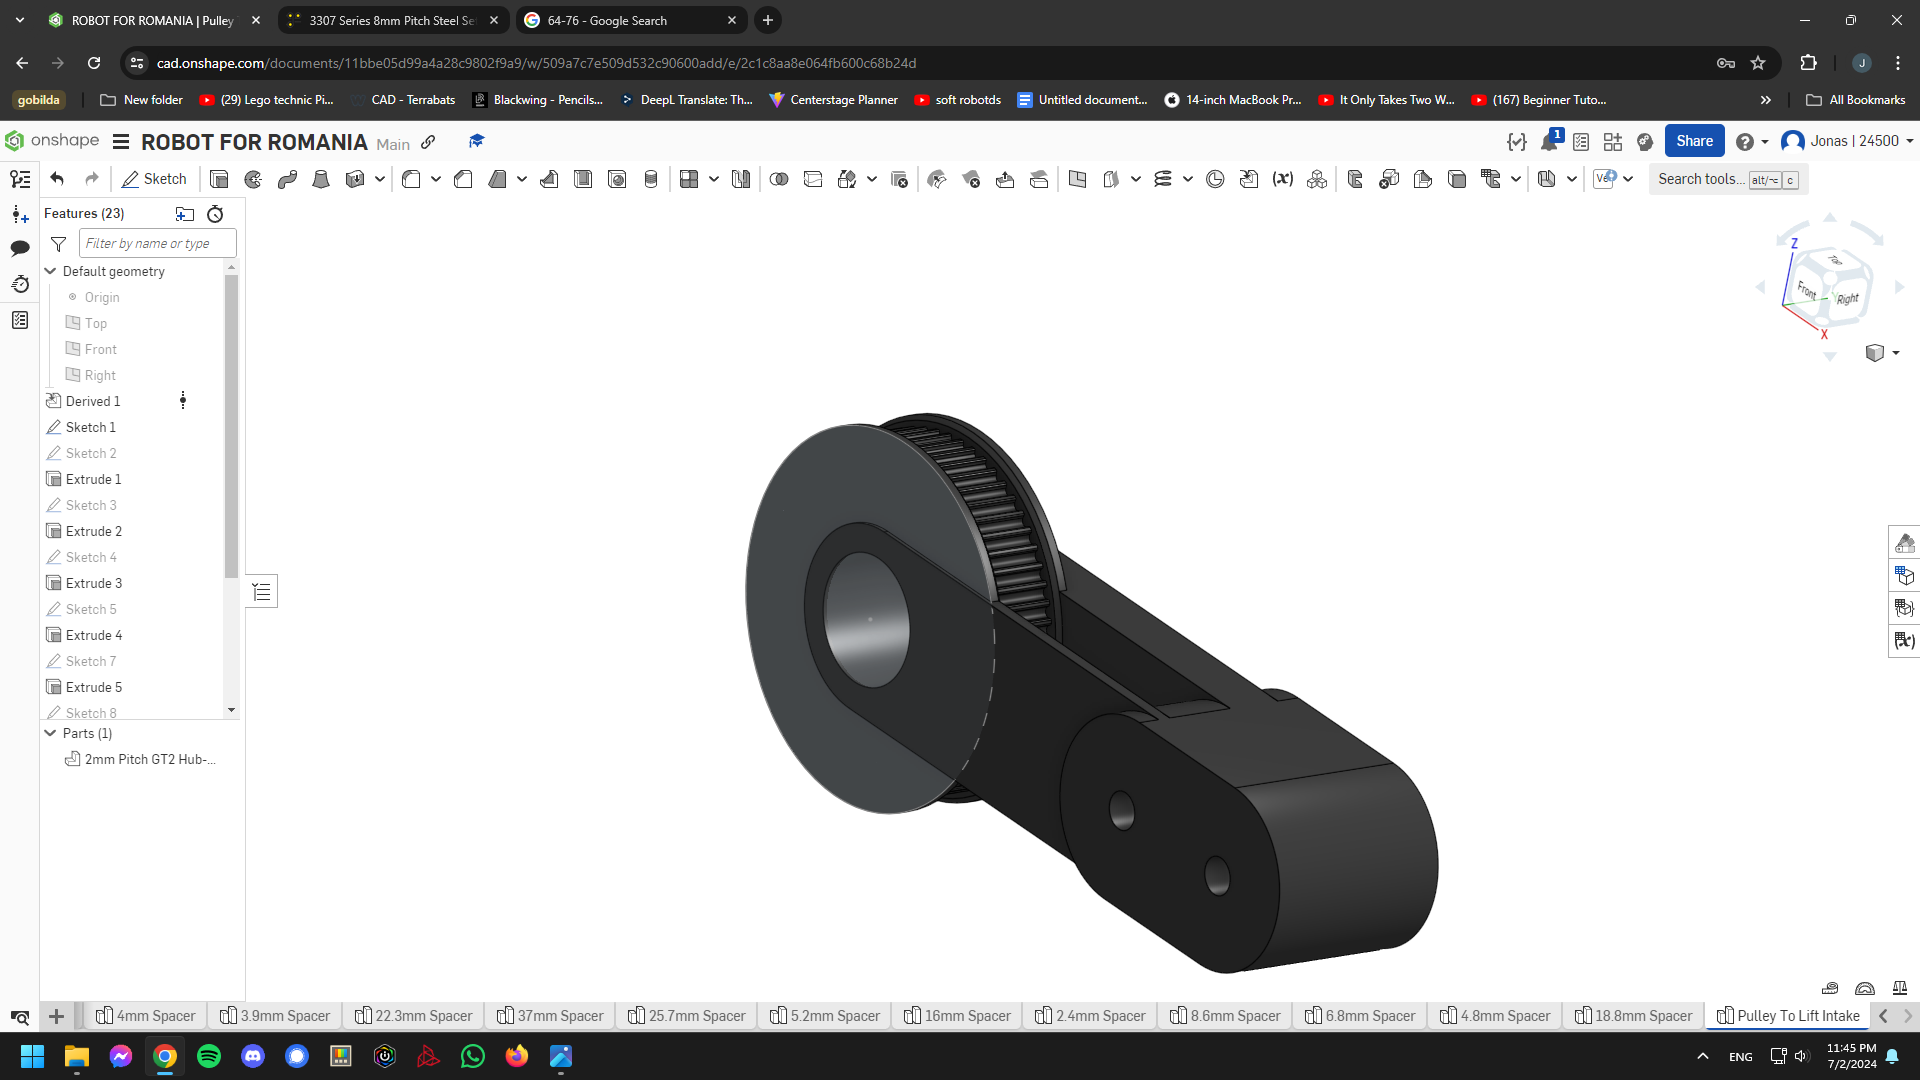 ROBOT FOR ROMANIA | Pulley
3307 Series 8mm Pitch Steel Se
64-76 - Google Search
cad.onshape.com/documents/11bbe05d99a4a28c9802f9a9/w/509a7c7e509d532c90600add/e/2c1c8aa8e064fb600c68b24d
J
gobilda
New folder
(29) Lego technic Pi...
CAD - Terrabats
Blackwing - Pencils...
DeepL Translate: Th...
Centerstage Planner
soft robotds
Untitled document...
14-inch MacBook Pr...
It Only Takes Two W...
(167) Beginner Tuto...
All Bookmarks
onshape
ROBOT FOR ROMANIA Main
1
Share
Jonas | 24500
Sketch
Search tools... alt/⌥ c
Features (23)
Filter by name or type
Default geometry
Origin
Top
Front
Right
Derived 1
Sketch 1
Sketch 2
Extrude 1
Sketch 3
Extrude 2
Sketch 4
Extrude 3
Sketch 5
Extrude 4
Sketch 7
Extrude 5
Sketch 8
Parts (1)
2mm Pitch GT2 Hub-...
Z
Top
Front
Right
X
4mm Spacer
3.9mm Spacer
22.3mm Spacer
37mm Spacer
25.7mm Spacer
5.2mm Spacer
16mm Spacer
2.4mm Spacer
8.6mm Spacer
6.8mm Spacer
4.8mm Spacer
18.8mm Spacer
Pulley To Lift Intake
ENG
11:45 PM
7/2/2024